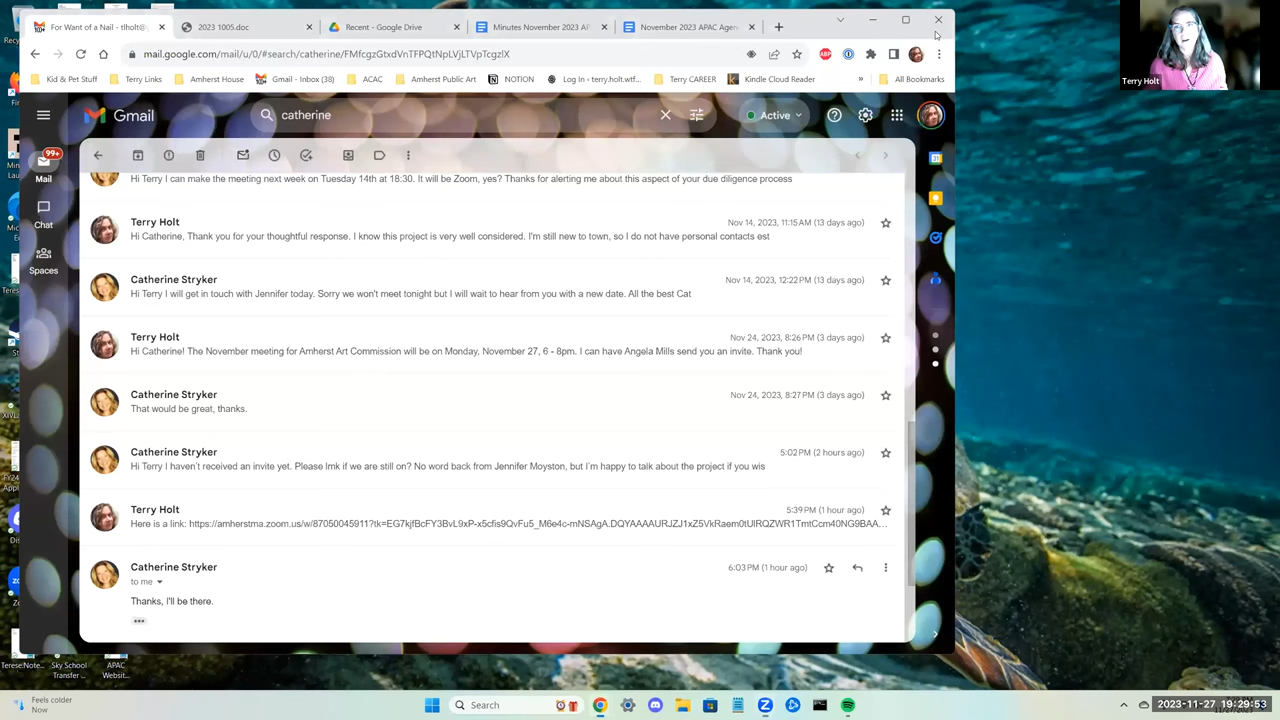 For Want of a Nail - tlholt@
2023 1005.doc
Recent - Google Drive
Minutes November 2023 AP
November 2023 APAC Agen
mail.google.com/mail/u/0/#search/catherine/FMfcgzGtxdVnTFPQtNpLVjLTVpTcgzlX
Kid & Pet Stuff
Terry Links
Amherst House
Gmail - Inbox (38)
ACAC
Amherst Public Art
NOTION
Log In ‹ terry.holt.wtf...
Terry CAREER
Kindle Cloud Reader
»
All Bookmarks
Gmail
catherine
Active
99+
Mail
Chat
Spaces
Hi Terry I can make the meeting next week on Tuesday 14th at 18:30. It will be Zoom, yes? Thanks for alerting me about this aspect of your due diligence process
Terry Holt Nov 14, 2023, 11:15 AM (13 days ago)
Hi Catherine, Thank you for your thoughtful response. I know this project is very well considered. I'm still new to town, so I do not have personal contacts est
Catherine Stryker Nov 14, 2023, 12:22 PM (13 days ago)
Hi Terry I will get in touch with Jennifer today. Sorry we won't meet tonight but I will wait to hear from you with a new date. All the best Cat
Terry Holt Nov 24, 2023, 8:26 PM (3 days ago)
Hi Catherine! The November meeting for Amherst Art Commission will be on Monday, November 27, 6 - 8pm. I can have Angela Mills send you an invite. Thank you!
Catherine Stryker Nov 24, 2023, 8:27 PM (3 days ago)
That would be great, thanks.
Catherine Stryker 5:02 PM (2 hours ago)
Hi Terry I haven't received an invite yet. Please lmk if we are still on? No word back from Jennifer Moyston, but I'm happy to talk about the project if you wis
Terry Holt 5:39 PM (1 hour ago)
Here is a link: https://amherstma.zoom.us/w/87050045911?tk=EG7kjfBcFY3BvL9xP-x5cfis9QvFu5_M6e4c-mNSAgA.DQYAAAAURJZJ1xZ5VkRaem0tUlRQZWR1TmtCcm40NG9BAA...
Catherine Stryker 6:03 PM (1 hour ago)
to me
Thanks, I'll be there.
Terese.Note...
Sky School Transfer ...
APAC Websit...
Feels colder
Now
Search
2023-11-27 19:29:53
Terry Holt